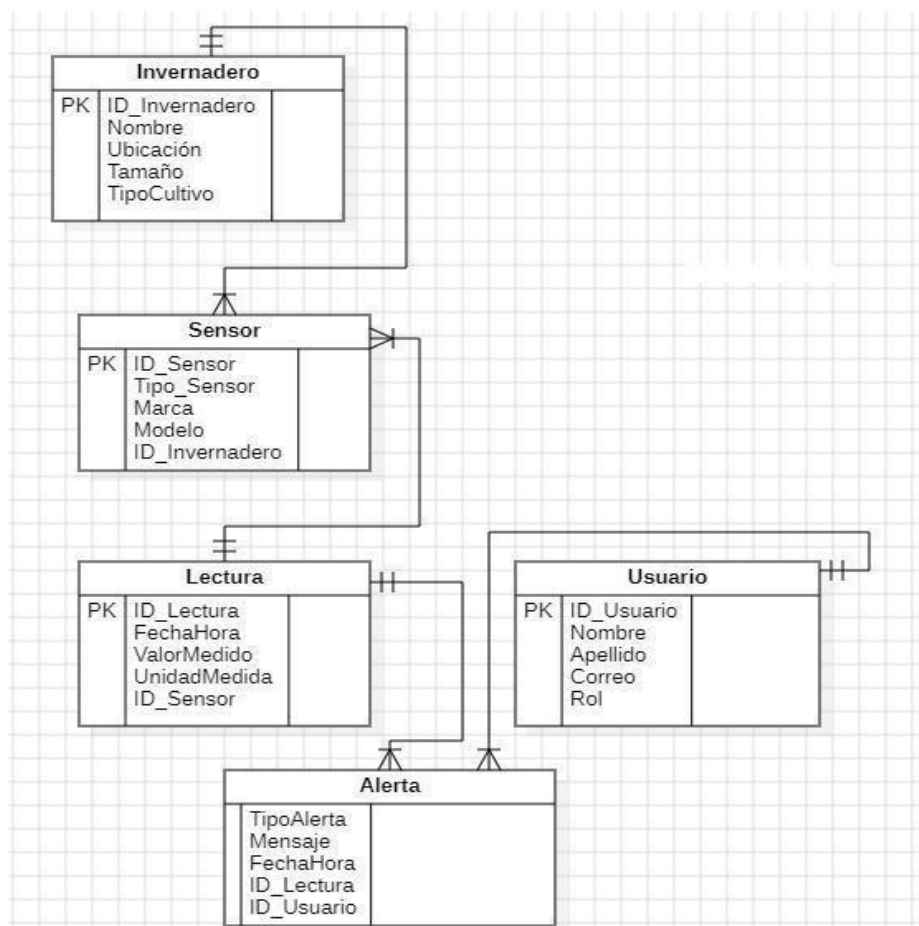 Invernadero
PK ID_Invernadero
Nombre
Ubicación
Tamaño
TipoCultivo
Sensor
PK ID_Sensor
Tipo_Sensor
Marca
Modelo
ID_Invernadero
Lectura
PK ID_Lectura
FechaHora
ValorMedido
UnidadMedida
ID_Sensor
Usuario
PK ID_Usuario
Nombre
Apellido
Correo
Rol
Alerta
TipoAlerta
Mensaje
FechaHora
ID_Lectura
ID_Usuario